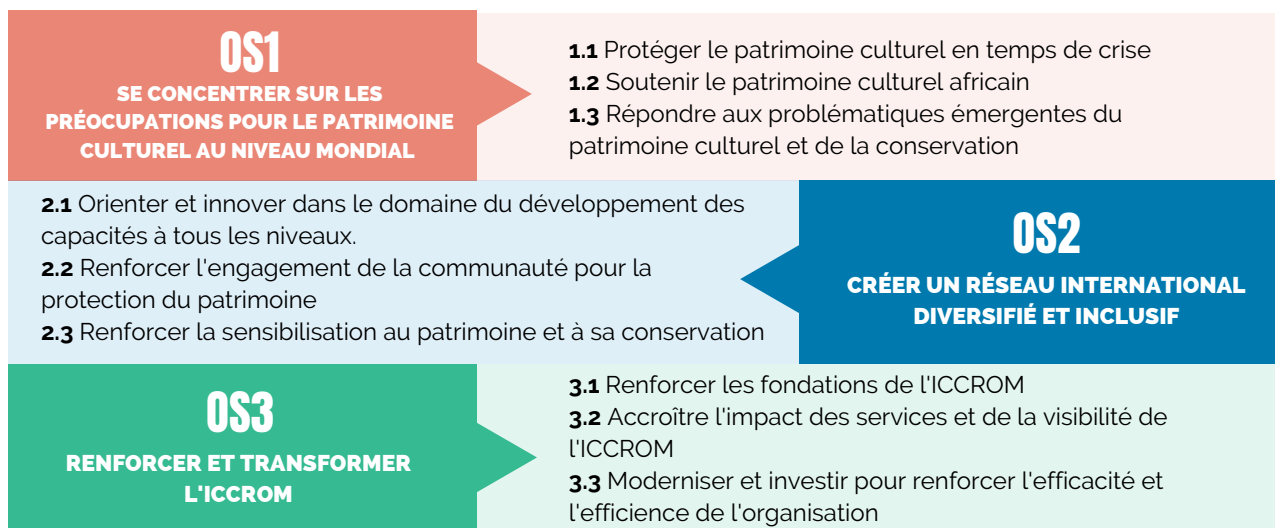 OS1
SE CONCENTRER SUR LES
PRÉOCCUPATIONS POUR LE PATRIMOINE
CULTUREL AU NIVEAU MONDIAL
1.1 Protéger le patrimoine culturel en temps de crise
1.2 Soutenir le patrimoine culturel africain
1.3 Répondre aux problématiques émergentes du
patrimoine culturel et de la conservation
2.1 Orienter et innover dans le domaine du développement des
capacités à tous les niveaux.
2.2 Renforcer l'engagement de la communauté pour la
protection du patrimoine
2.3 Renforcer la sensibilisation au patrimoine et à sa conservation
OS2
CRÉER UN RÉSEAU INTERNATIONAL
DIVERSIFIÉ ET INCLUSIF
OS3
RENFORCER ET TRANSFORMER
L'ICCROM
3.1 Renforcer les fondations de l'ICCROM
3.2 Accroître l'impact des services et de la visibilité de
l'ICCROM
3.3 Moderniser et investir pour renforcer l'efficacité et
l'efficience de l'organisation